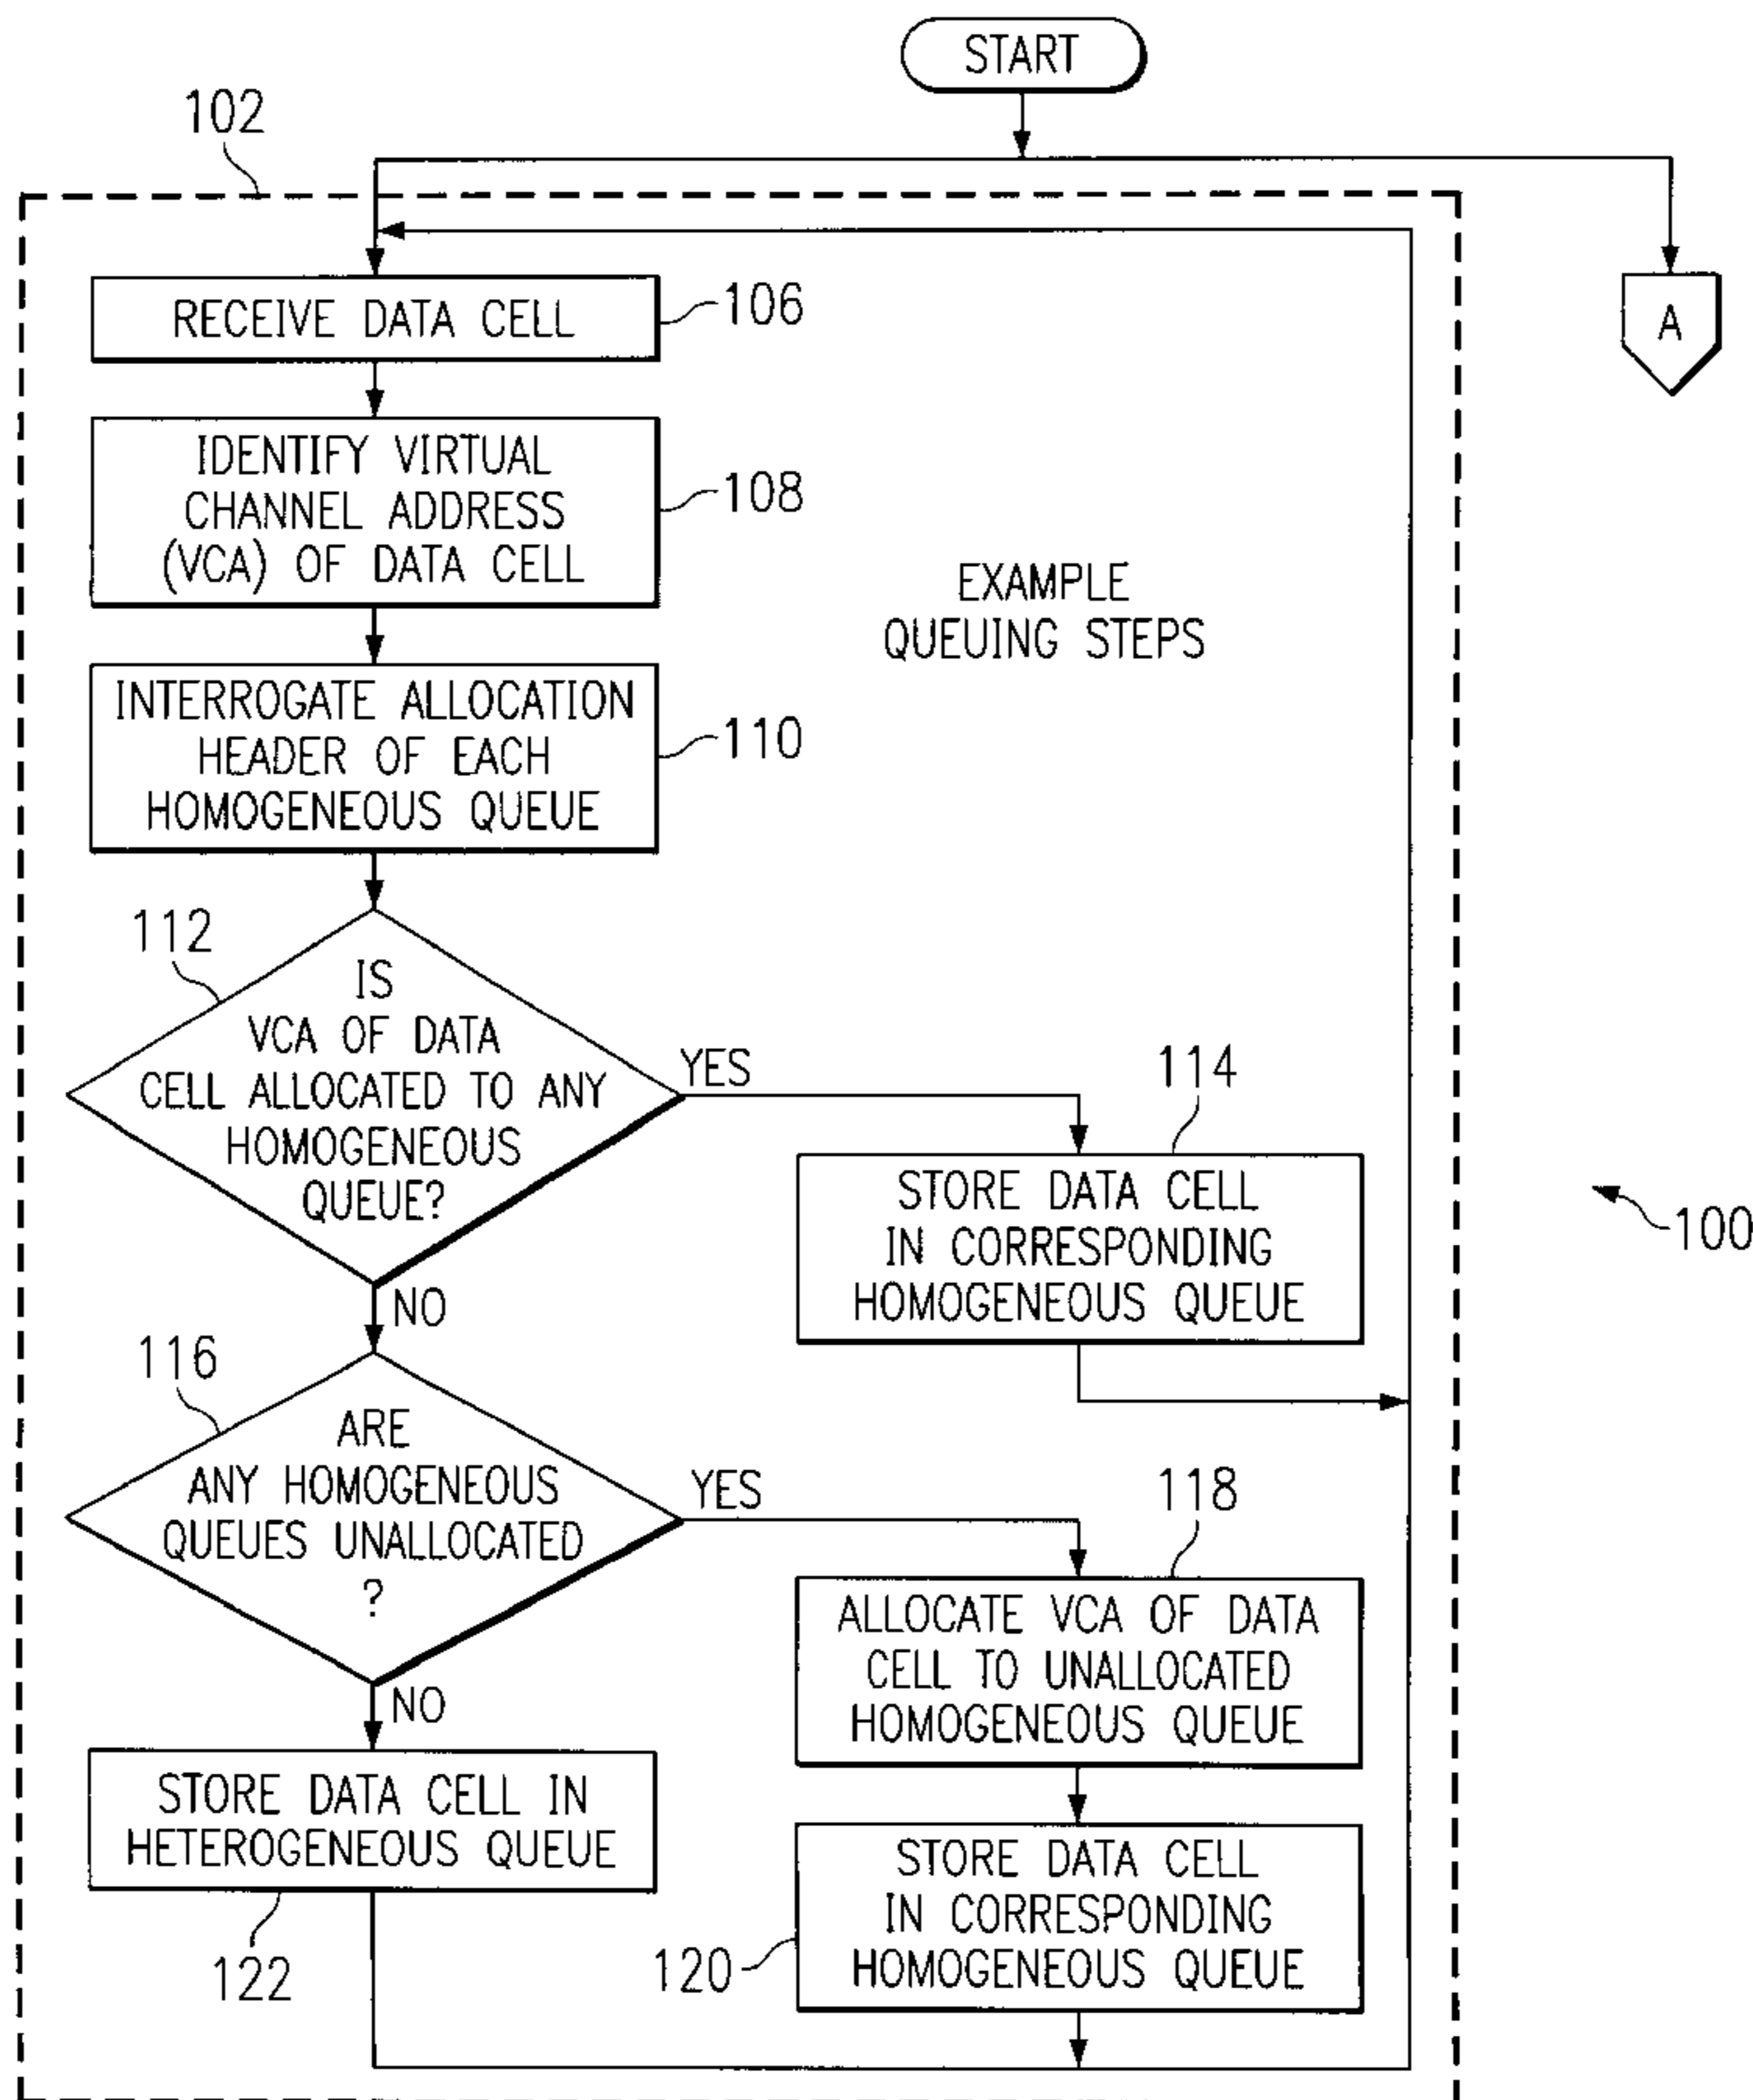 START
102
A
RECEIVE DATA CELL
106
IDENTIFY VIRTUAL
CHANNEL ADDRESS
(VCA) OF DATA CELL
108
EXAMPLE
QUEUING STEPS
INTERROGATE ALLOCATION
HEADER OF EACH
HOMOGENEOUS QUEUE
110
112
IS
VCA OF DATA
CELL ALLOCATED TO ANY
HOMOGENEOUS
QUEUE?
YES
NO
114
STORE DATA CELL
IN CORRESPONDING
HOMOGENEOUS QUEUE
100
116
ARE
ANY HOMOGENEOUS
QUEUES UNALLOCATED
?
YES
NO
118
ALLOCATE VCA OF DATA
CELL TO UNALLOCATED
HOMOGENEOUS QUEUE
STORE DATA CELL IN
HETEROGENEOUS QUEUE
122
STORE DATA CELL
IN CORRESPONDING
HOMOGENEOUS QUEUE
120